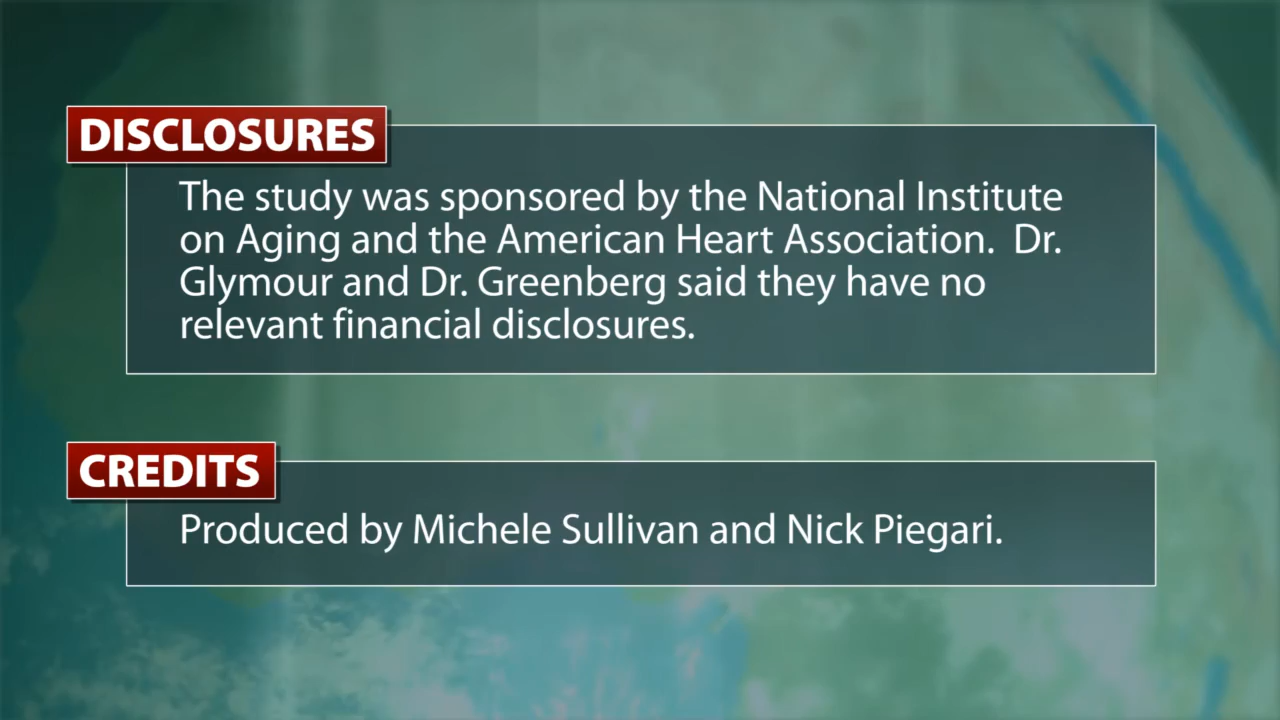 DISCLOSURES
The study was sponsored by the National Institute
on Aging and the American Heart Association.  Dr.
Glymour and Dr. Greenberg said they have no
relevant financial disclosures.
CREDITS
Produced by Michele Sullivan and Nick Piegari.